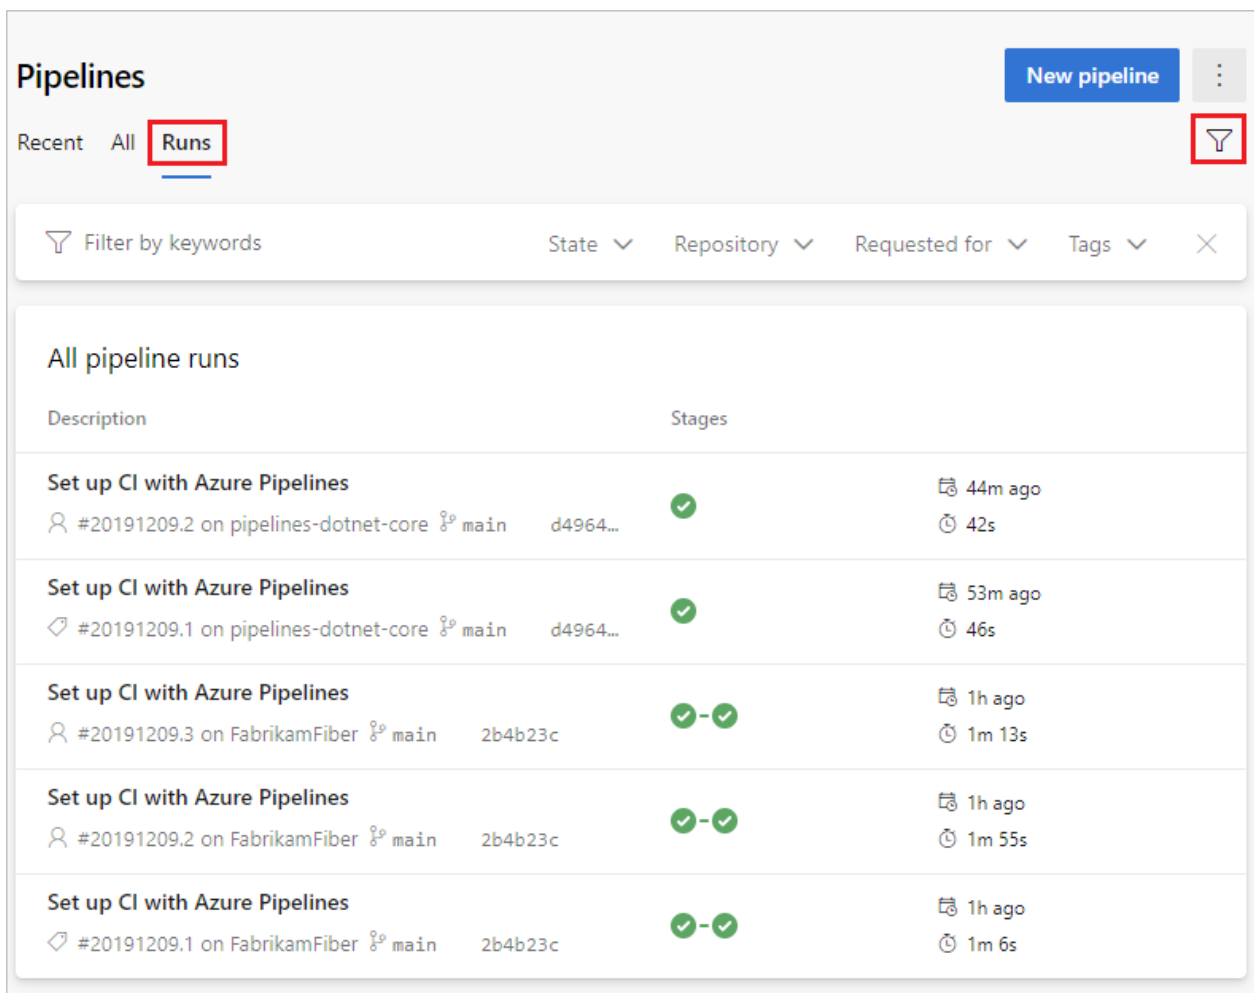 Pipelines
New pipeline
Recent All Runs
Filter by keywords State Repository Requested for Tags
All pipeline runs
Description Stages
Set up CI with Azure Pipelines
44m ago
#20191209.2 on pipelines-dotnet-core main d4964...
42s
Set up CI with Azure Pipelines
53m ago
#20191209.1 on pipelines-dotnet-core main d4964...
46s
Set up CI with Azure Pipelines
1h ago
#20191209.3 on FabrikamFiber main 2b4b23c
1m 13s
Set up CI with Azure Pipelines
1h ago
#20191209.2 on FabrikamFiber main 2b4b23c
1m 55s
Set up CI with Azure Pipelines
1h ago
#20191209.1 on FabrikamFiber main 2b4b23c
1m 6s